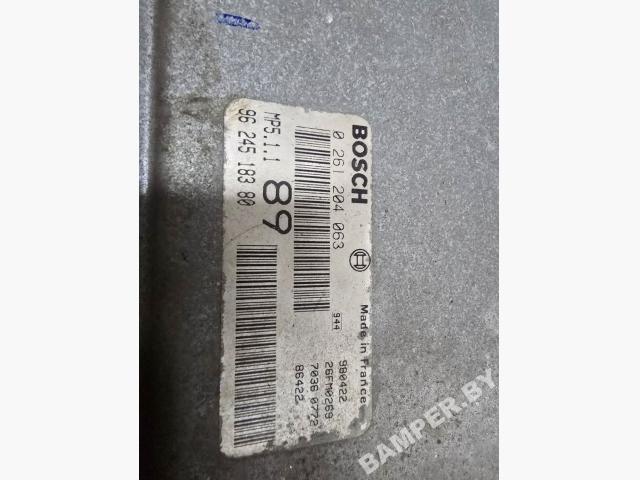 BOSCH
0 261 204 063
944
MP5.1.1
89
96 245 183 80
Made in France
980422
26FM0269
7036 0772
86422
BAMPER.BY